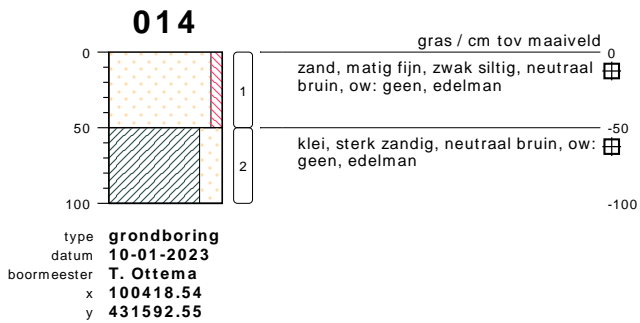 014
gras / cm tov maaiveld
0
0
zand, matig fijn, zwak siltig, neutraal
bruin, ow: geen, edelman
1
50
-50
klei, sterk zandig, neutraal bruin, ow:
geen, edelman
2
100
-100
type grondboring
datum 10-01-2023
boormeester T. Ottema
x 100418.54
y 431592.55